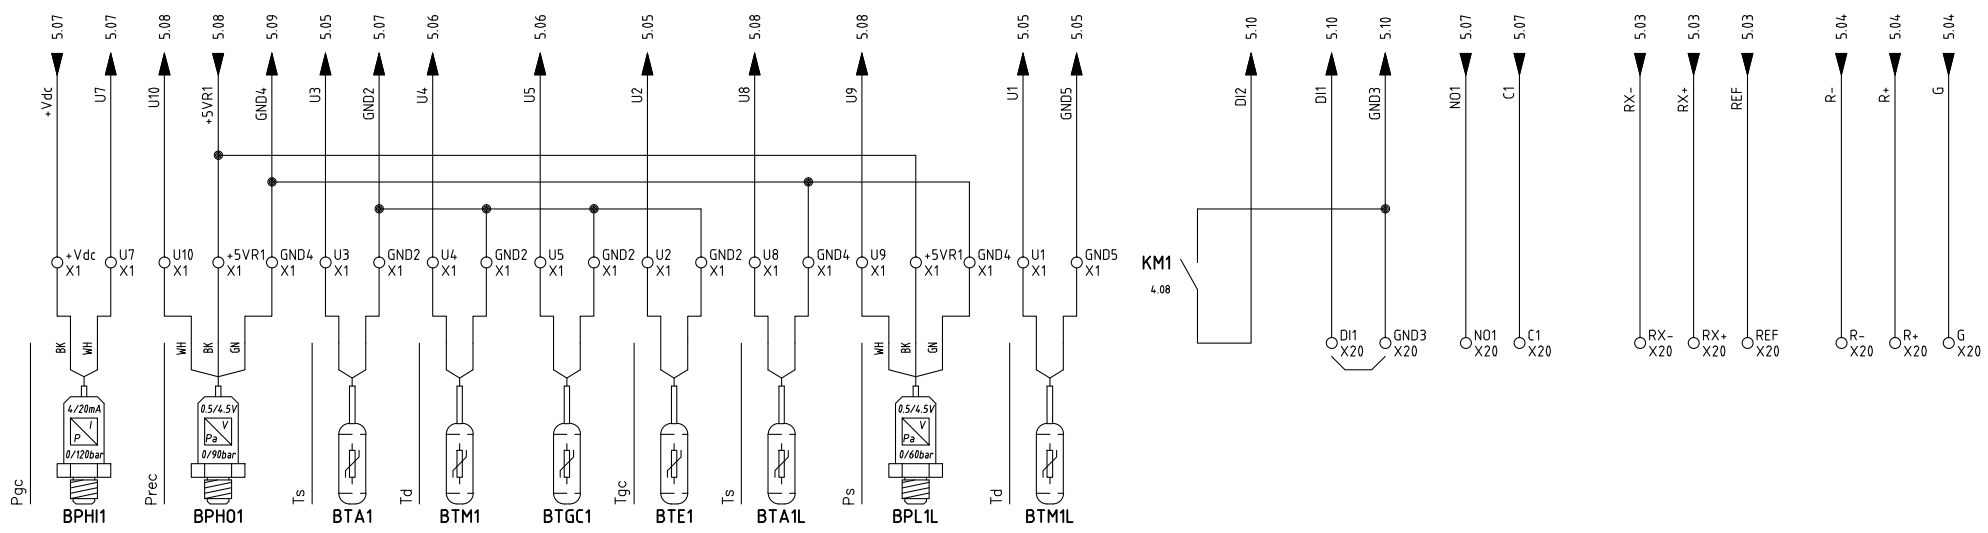 5.07 5.07 5.08 5.08 5.09 5.05 5.07 5.06 5.06 5.05 5.08 5.08 5.05 5.05 5.10 5.10 5.10 5.07 5.07 5.03 5.03 5.03 5.04 5.04 5.04
+Vdc U7 U10 +5VR1 GND4 U3 GND2 U4 U5 U2 U8 U9 U1 GND5 DI2 DI1 GND3 NO1 C1 RX- RX+ REF R- R+ G
+Vdc U7 U10 +5VR1 GND4 U3 GND2 U4 GND2 U5 GND2 U2 GND2 U8 GND4 U9 +5VR1 GND4 U1 GND5
X1 X1 X1 X1 X1 X1 X1 X1 X1 X1 X1 X1 X1 X1 X1 X1 X1 X1 X1 X1
KM1
4.08
DI1 GND3 NO1 C1 RX- RX+ REF R- R+ G
X20 X20 X20 X20 X20 X20 X20 X20 X20 X20
BK WH WH BK GN WH BK GN
4/20mA 0.5/4.5V 0.5/4.5V
I V V
P Pa Pa
0/120bar 0/90bar 0/60bar
Pgc Prec Ts Td Tgc Ts Ps Td
BPHI1 BPHO1 BTA1 BTM1 BTGC1 BTE1 BTA1L BPL1L BTM1L